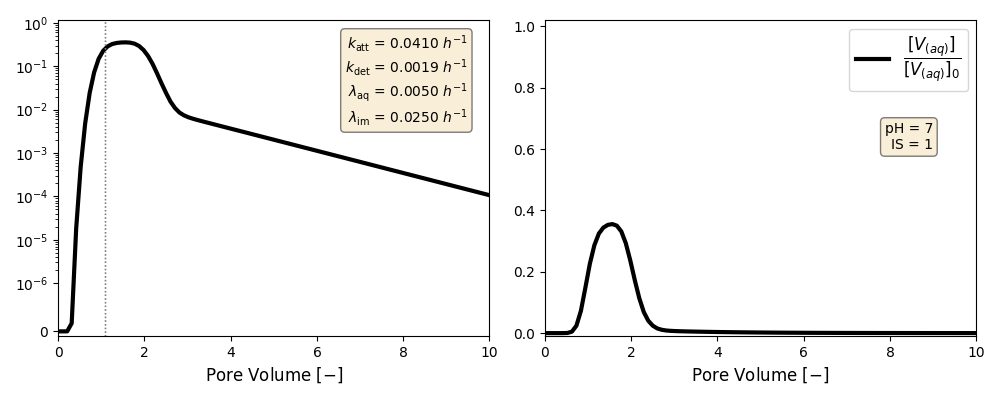 10^0
10^-1
10^-2
10^-3
10^-4
10^-5
10^-6
0
0 2 4 6 8 10
Pore Volume [−]
k_att = 0.0410 h^-1
k_det = 0.0019 h^-1
λ_aq = 0.0050 h^-1
λ_im = 0.0250 h^-1
1.0
0.8
0.6
0.4
0.2
0.0
0 2 4 6 8 10
Pore Volume [−]
[V_(aq)]
[V_(aq)]_0
pH = 7
IS = 1